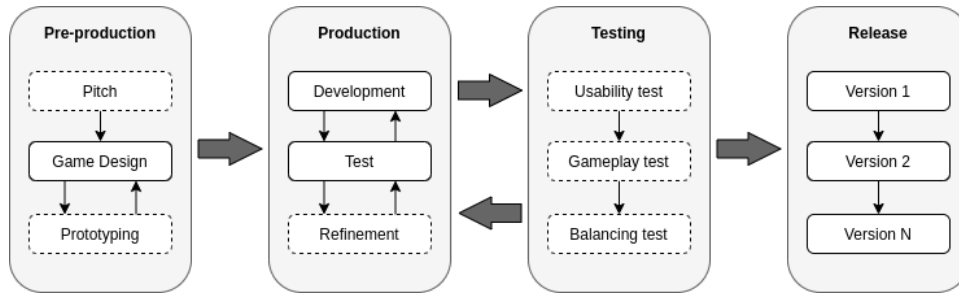 Pre-production
Pitch
Game Design
Prototyping
Production
Development
Test
Refinement
Testing
Usability test
Gameplay test
Balancing test
Release
Version 1
Version 2
Version N